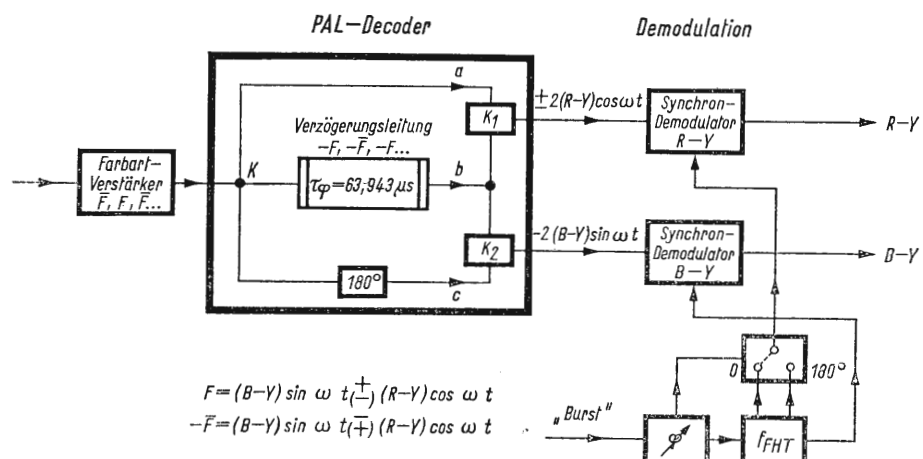 PAL–Decoder
Demodulation
a
K1
±2(R–Y)cos ω t
Synchron–
Demodulator
R–Y
R–Y
Verzögerungsleitung
–F, –F̅, –F...
Farbart–
Verstärker
F̅, F, F̅...
K
τφ=63,943 μs
b
K2
–2(B–Y)sin ω t
Synchron–
Demodulator
B–Y
B–Y
180°
c
0
180°
F=(B–Y) sin ω t(±)(R–Y) cos ω t
–F̅=(B–Y) sin ω t(∓)(R–Y) cos ω t
„Burst"
φ
fFHT